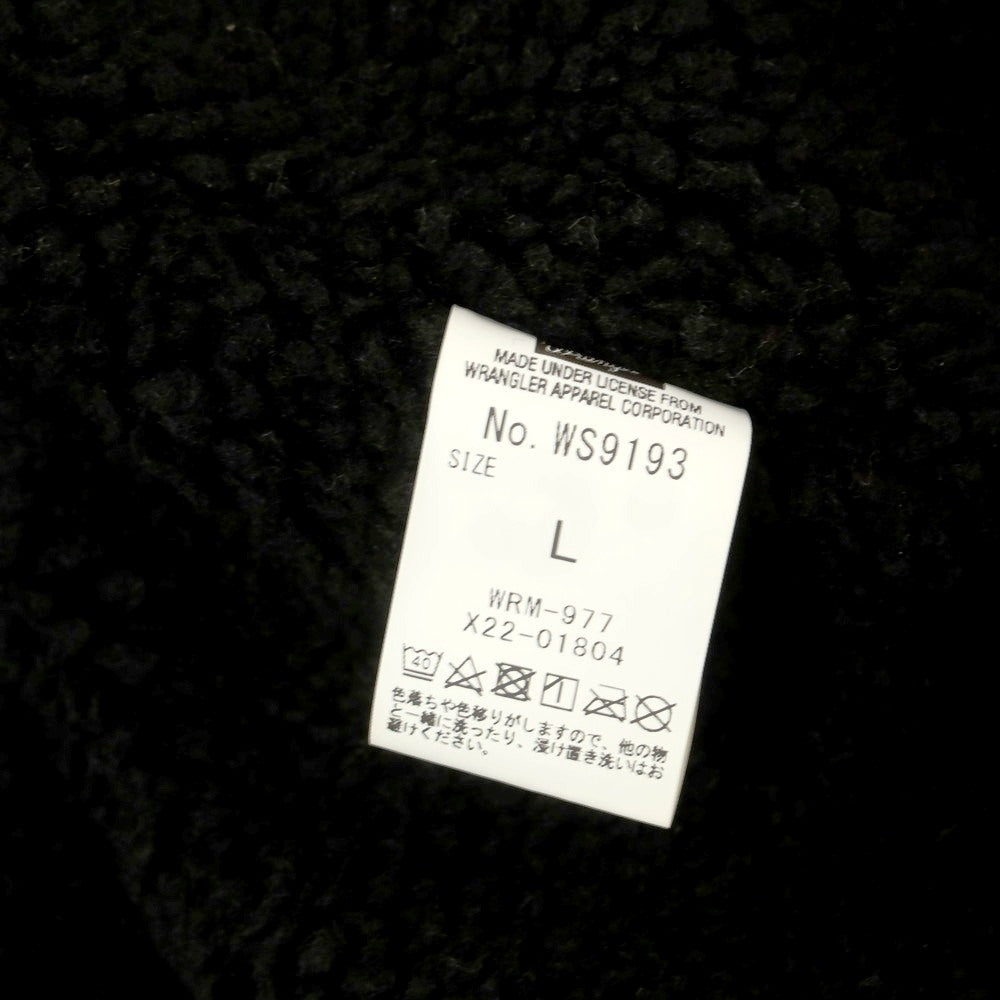 MADE UNDER LICENSE FROM
WRANGLER APPAREL CORPORATION
No. WS9193
SIZE
L
WRM-977
X22-01804
40
色落ちや色移りがしますので、他の物
と一緒に洗ったり、浸け置き洗いはお
避けください。